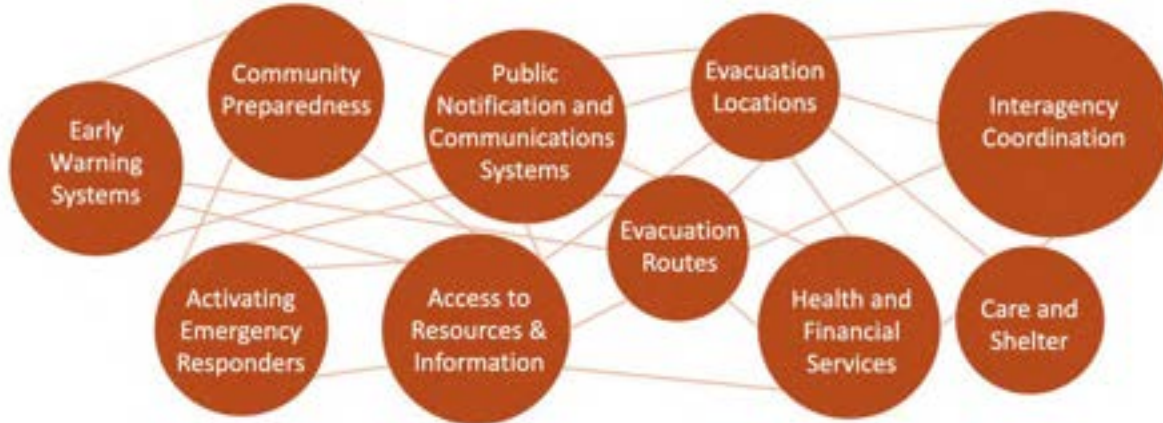 Early
Warning
Systems
Community
Preparedness
Public
Notification and
Communications
Systems
Evacuation
Locations
Interagency
Coordination
Activating
Emergency
Responders
Access to
Resources &
Information
Evacuation
Routes
Health and
Financial
Services
Care and
Shelter